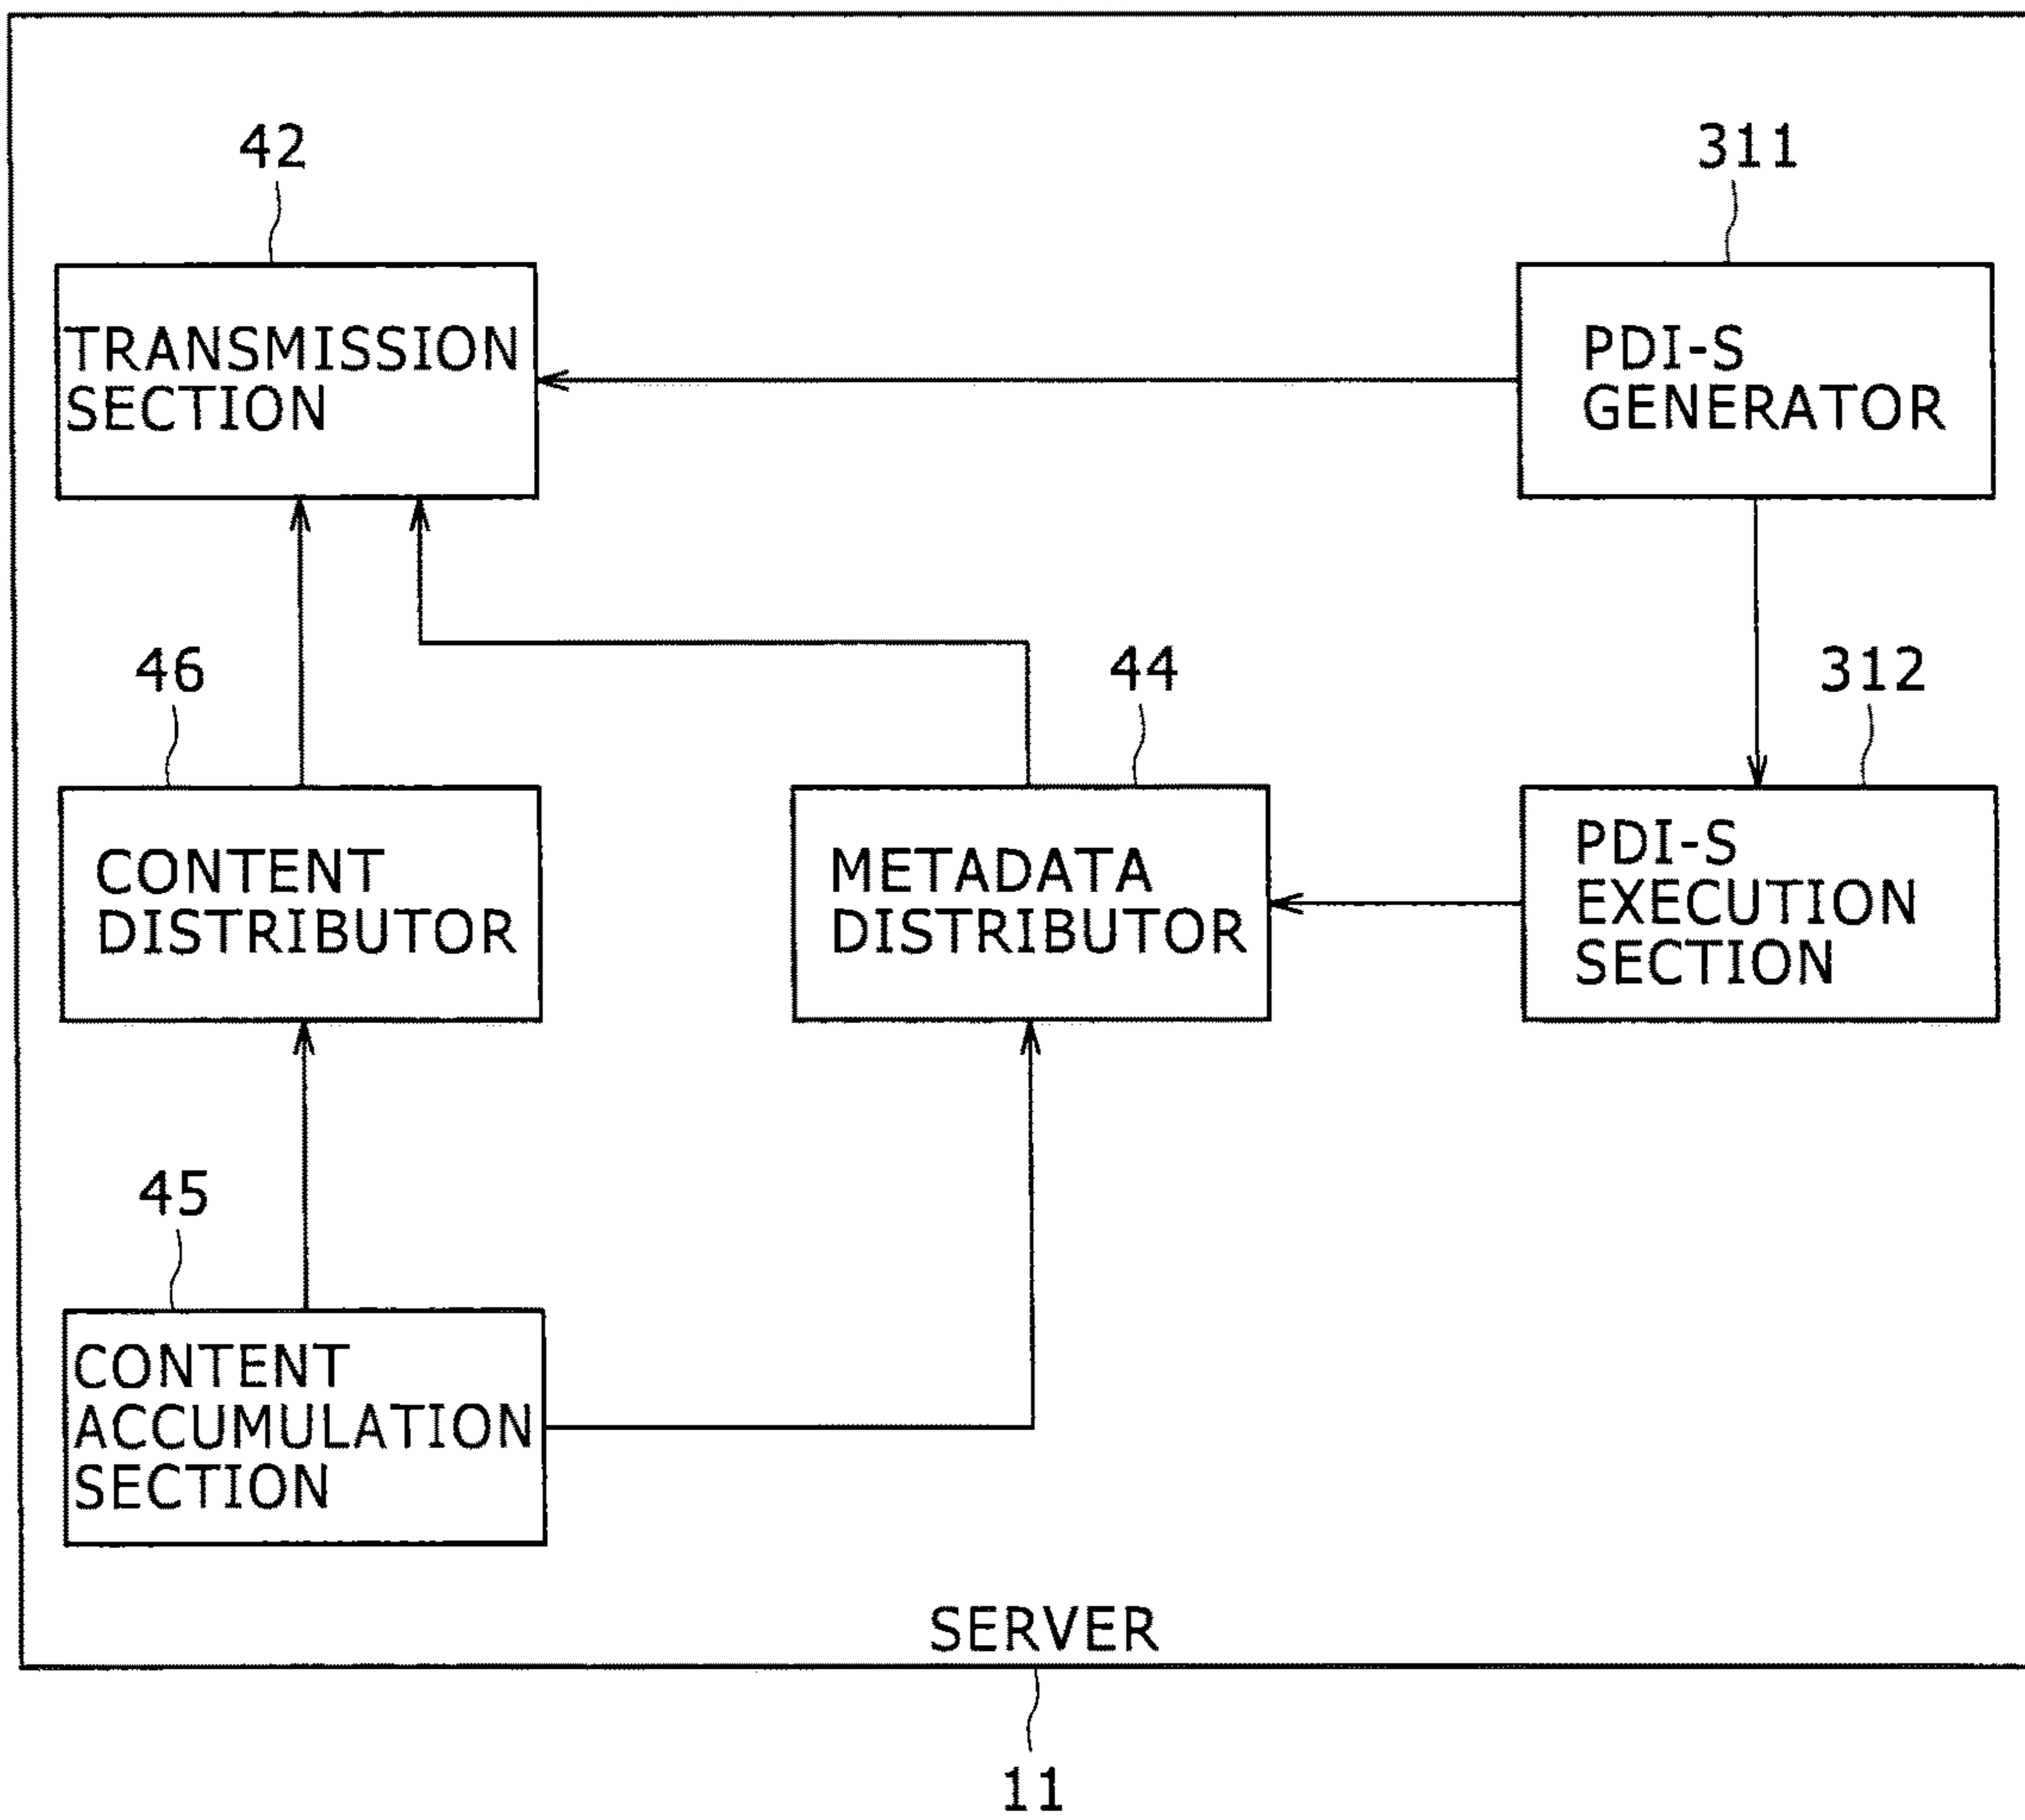 42
311
TRANSMISSION
SECTION
PDI-S
GENERATOR
46
44
312
CONTENT
DISTRIBUTOR
METADATA
DISTRIBUTOR
PDI-S
EXECUTION
SECTION
45
CONTENT
ACCUMULATION
SECTION
SERVER
11